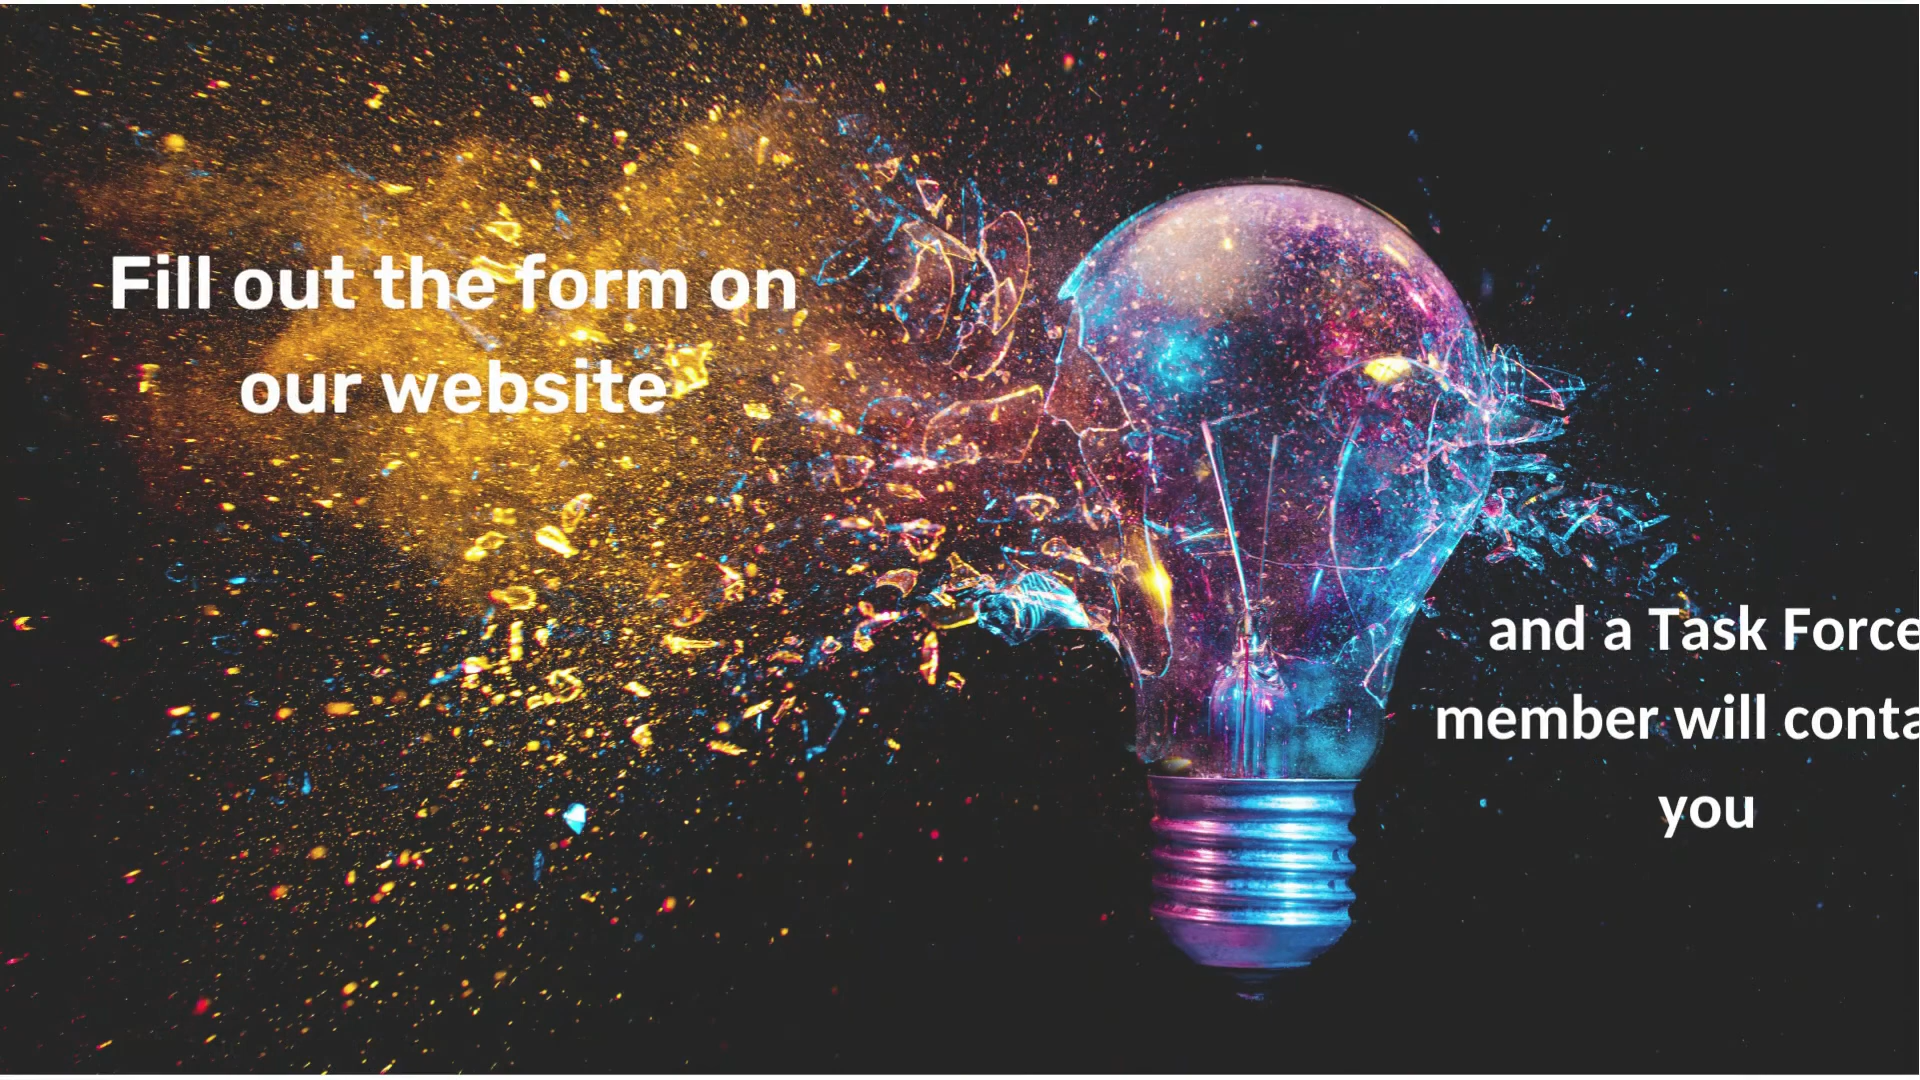 Fill out the form on
our website
and a Task Force
member will conta
you